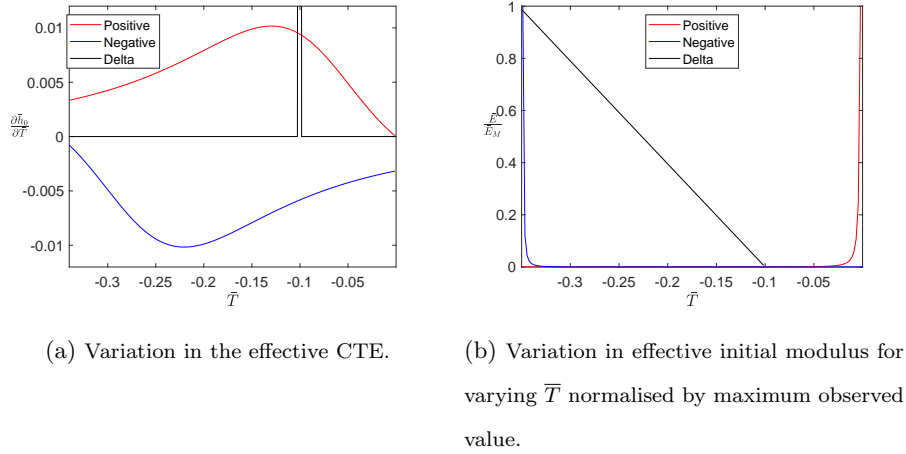 0.01
0.005
0
-0.005
-0.01
∂h̄₀/∂T̄
Positive
Negative
Delta
-0.3 -0.25 -0.2 -0.15 -0.1 -0.05
T̄
1
0.8
0.6
0.4
0.2
0
Ē/Ē_M
Positive
Negative
Delta
-0.3 -0.25 -0.2 -0.15 -0.1 -0.05
T̄
(a) Variation in the effective CTE.
(b) Variation in effective initial modulus for
varying T̅ normalised by maximum observed
value.